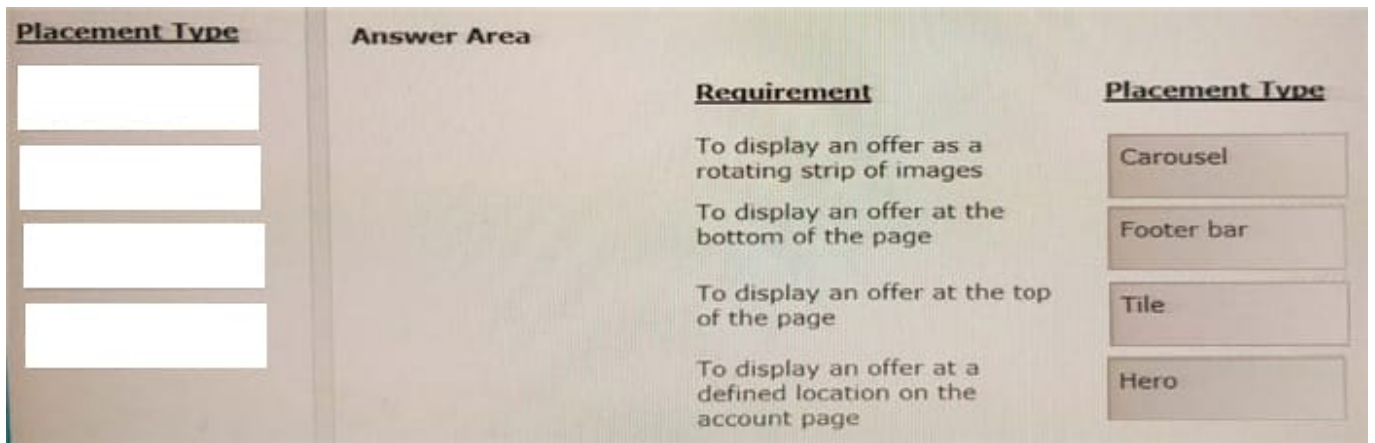 Placement Type
Answer Area
Requirement
Placement Type
To display an offer as a
rotating strip of images
Carousel
To display an offer at the
bottom of the page
Footer bar
To display an offer at the top
of the page
Tile
To display an offer at a
defined location on the
account page
Hero